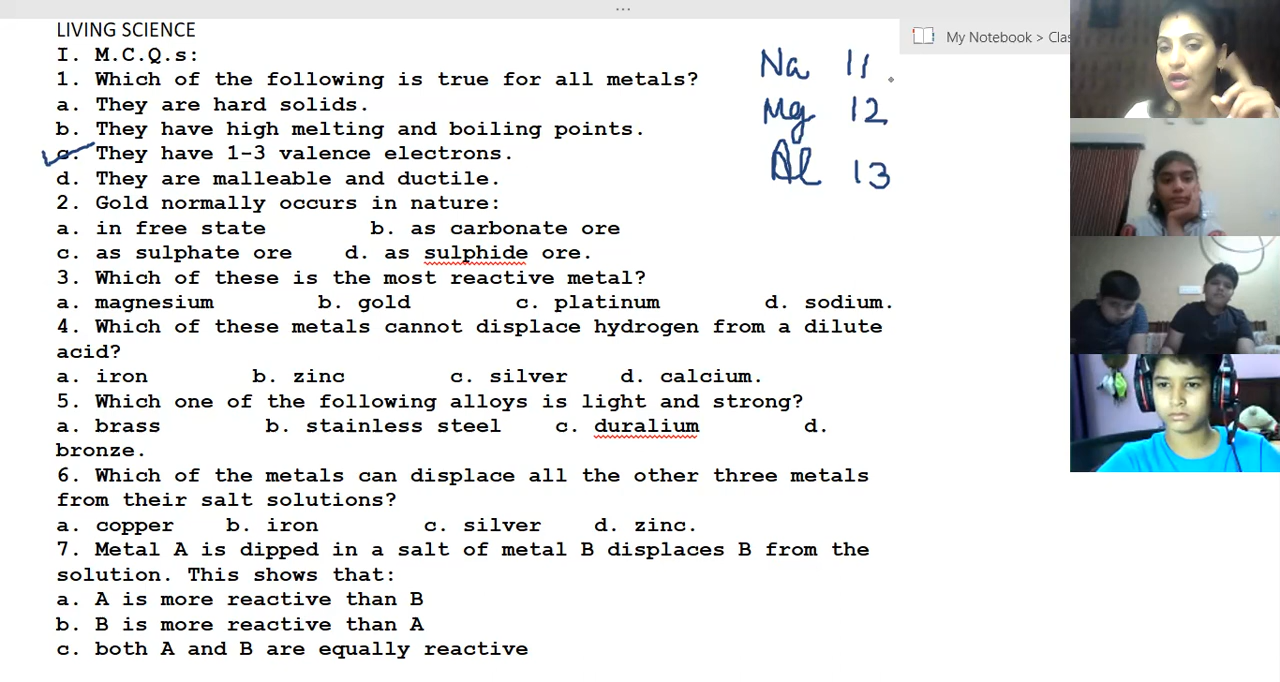 LIVING SCIENCE
I. M.C.Q.s:
1. Which of the following is true for all metals?
a. They are hard solids.
b. They have high melting and boiling points.
c. They have 1-3 valence electrons.
d. They are malleable and ductile.
2. Gold normally occurs in nature:
a. in free state b. as carbonate ore
c. as sulphate ore d. as sulphide ore.
3. Which of these is the most reactive metal?
a. magnesium b. gold c. platinum d. sodium.
4. Which of these metals cannot displace hydrogen from a dilute
acid?
a. iron b. zinc c. silver d. calcium.
5. Which one of the following alloys is light and strong?
a. brass b. stainless steel c. duralium d.
bronze.
6. Which of the metals can displace all the other three metals
from their salt solutions?
a. copper b. iron c. silver d. zinc.
7. Metal A is dipped in a salt of metal B displaces B from the
solution. This shows that:
a. A is more reactive than B
b. B is more reactive than A
c. both A and B are equally reactive
Na 11
Mg 12
Al 13
My Notebook > Clas